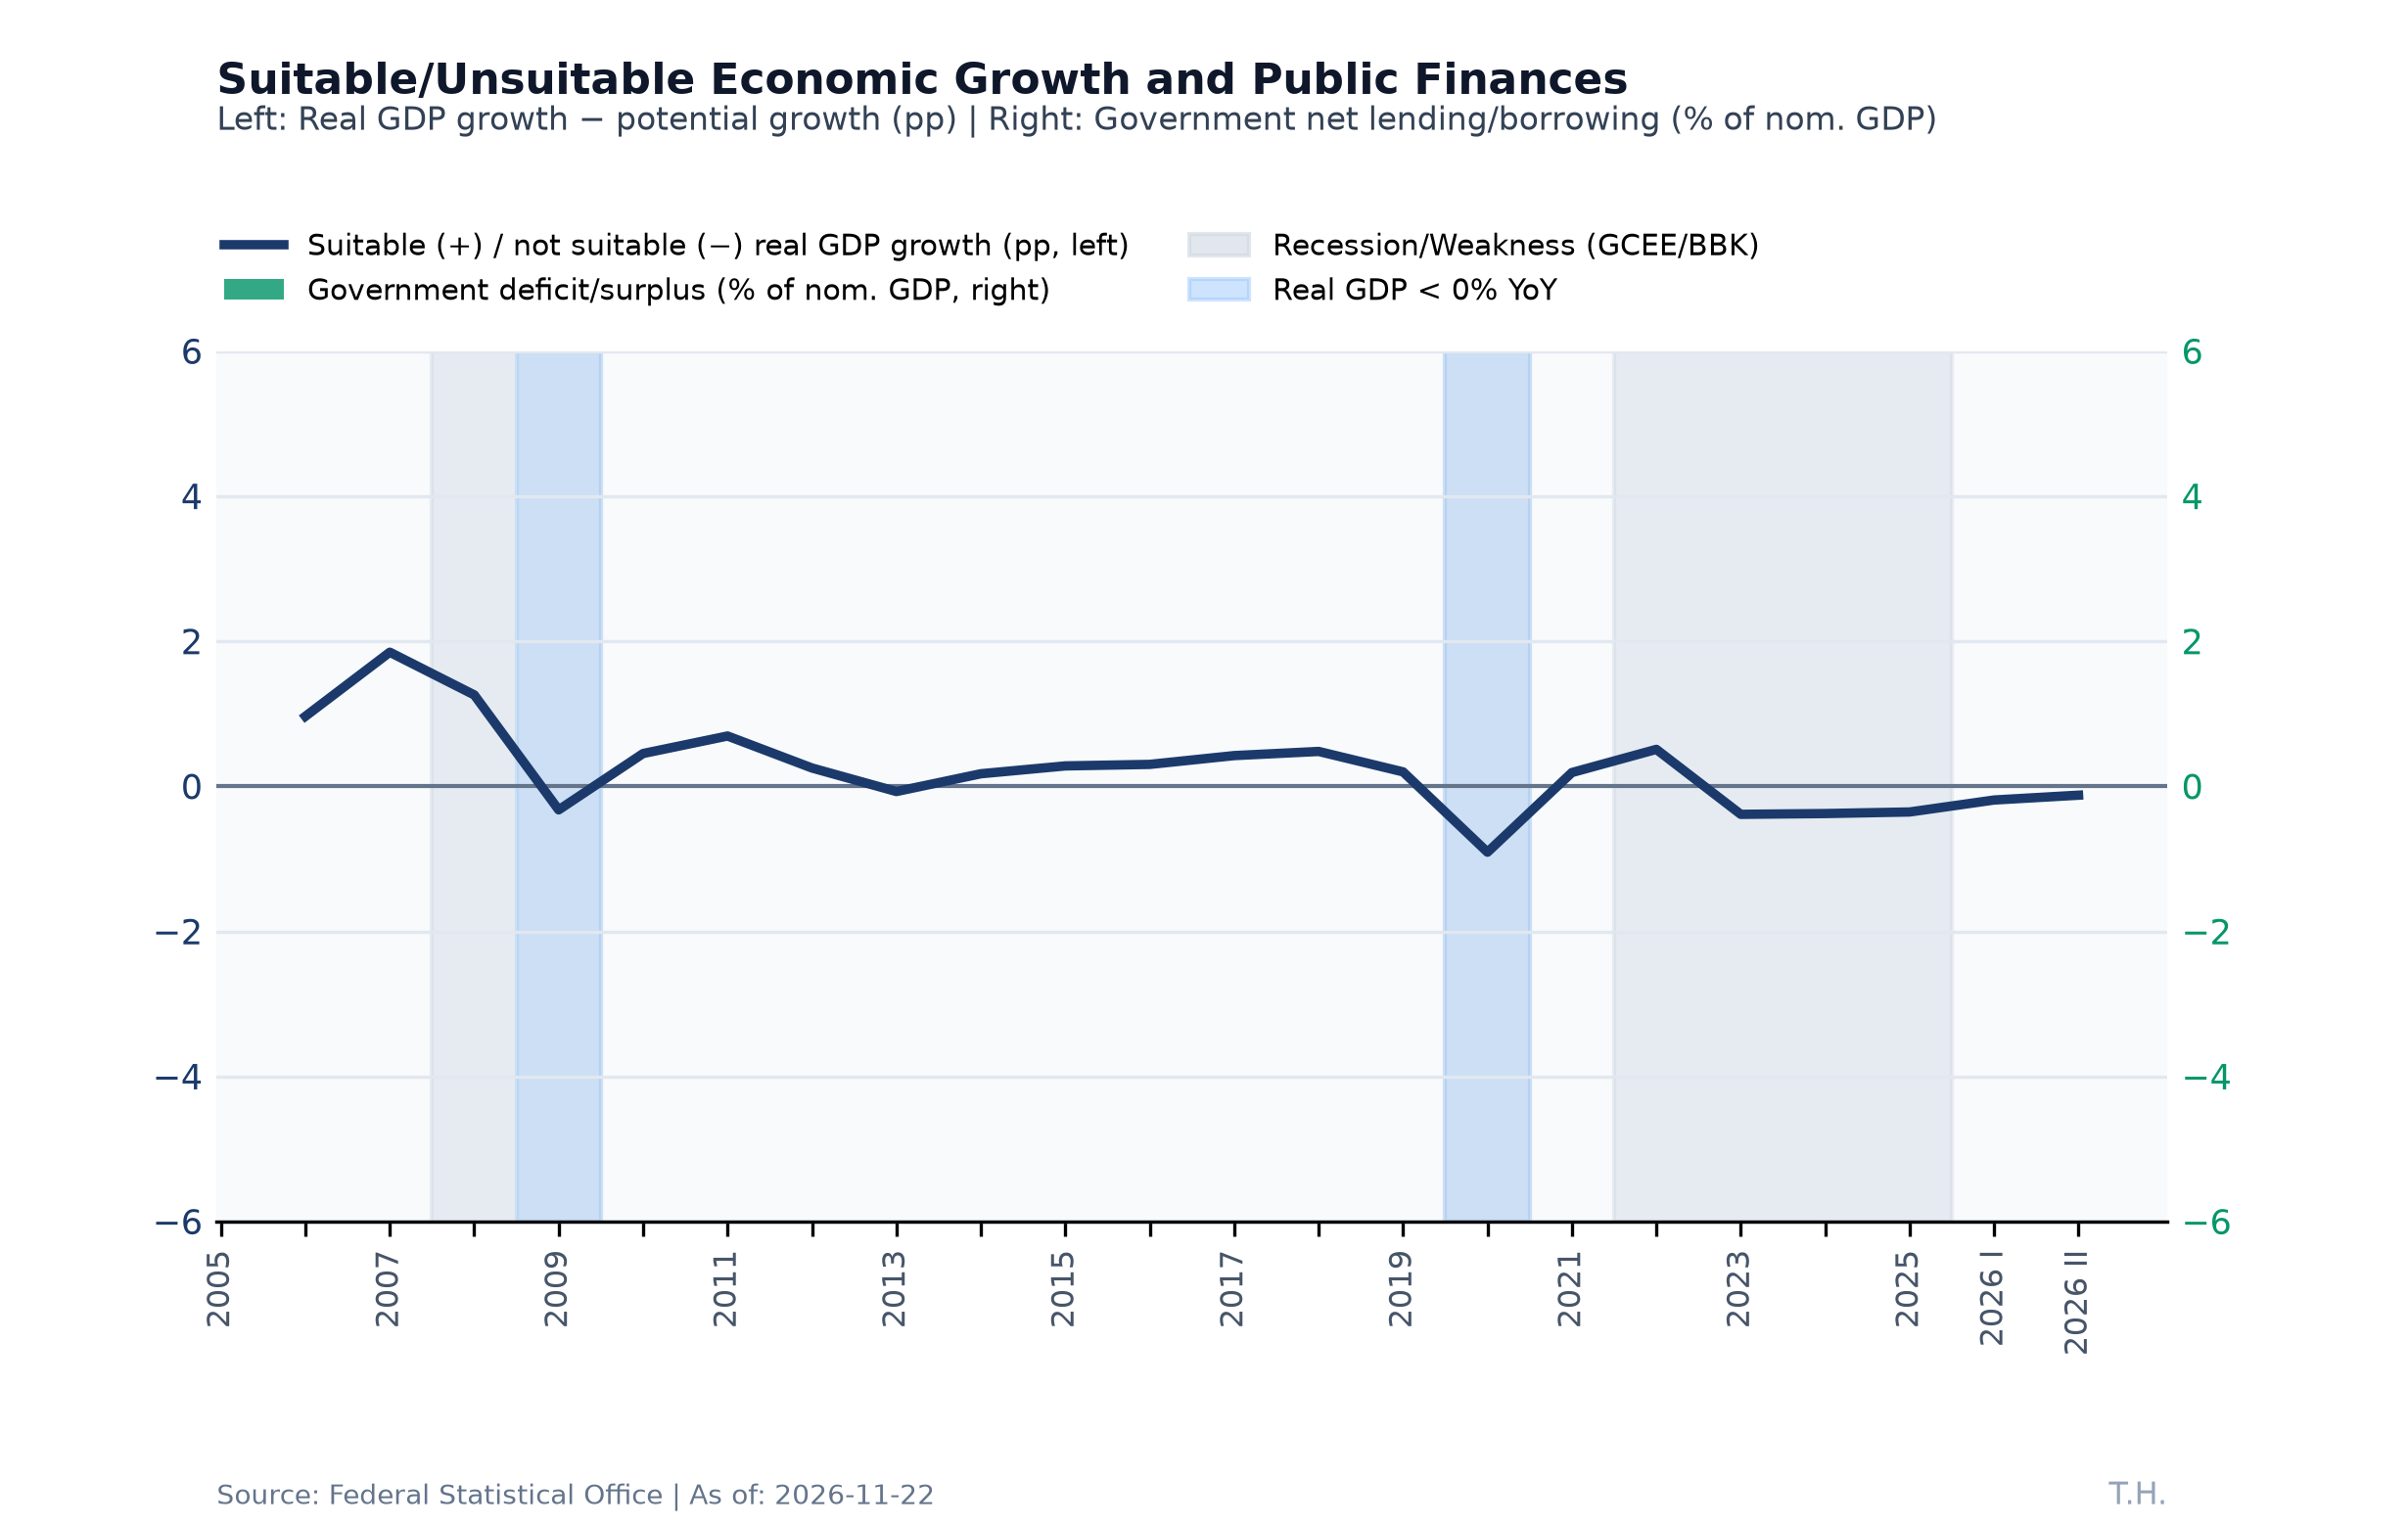 Suitable/Unsuitable Economic Growth and Public Finances
Left: Real GDP growth − potential growth (pp) | Right: Government net lending/borrowing (% of nom. GDP)
Suitable (+) / not suitable (−) real GDP growth (pp, left)
Government deficit/surplus (% of nom. GDP, right)
Recession/Weakness (GCEE/BBK)
Real GDP < 0% YoY
6
4
2
0
−2
−4
−6
6
4
2
0
−2
−4
−6
2005
2007
2009
2011
2013
2015
2017
2019
2021
2023
2025
2026 I
2026 II
Source: Federal Statistical Office | As of: 2026-11-22
T.H.